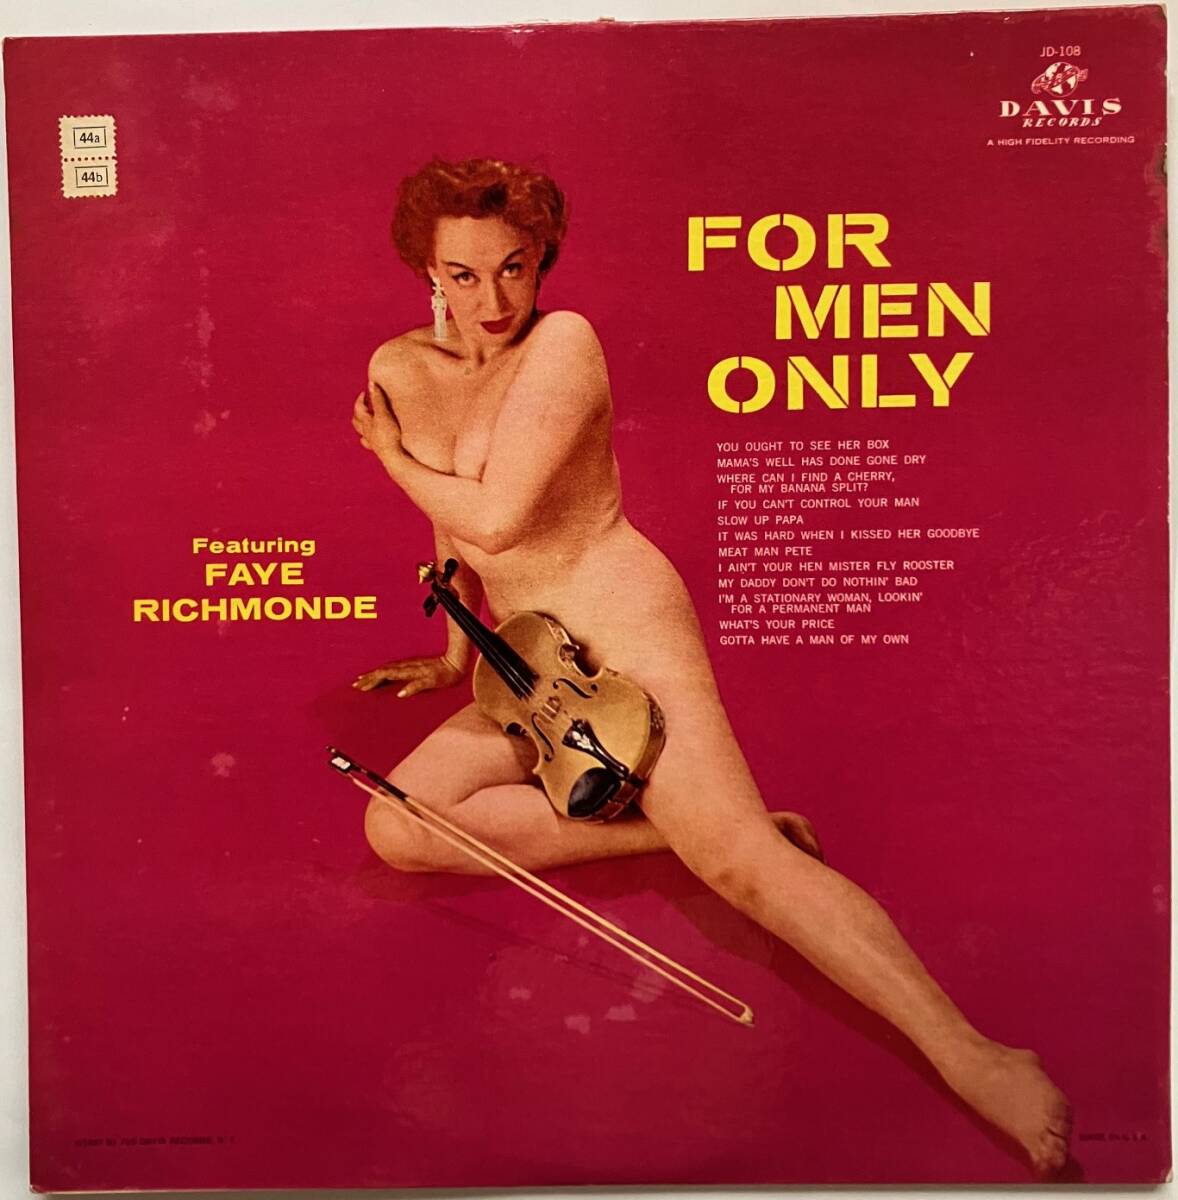 JD-108
DAVIS
RECORDS
A HIGH FIDELITY RECORDING
44a
44b
FOR
MEN
ONLY
YOU OUGHT TO SEE HER BOX
MAMA'S WELL HAS DONE GONE DRY
WHERE CAN I FIND A CHERRY,
FOR MY BANANA SPLIT?
IF YOU CAN'T CONTROL YOUR MAN
SLOW UP PAPA
IT WAS HARD WHEN I KISSED HER GOODBYE
MEAT MAN PETE
I AIN'T YOUR HEN MISTER FLY ROOSTER
MY DADDY DON'T DO NOTHIN' BAD
I'M A STATIONARY WOMAN, LOOKIN'
FOR A PERMANENT MAN
WHAT'S YOUR PRICE
GOTTA HAVE A MAN OF MY OWN
Featuring
FAYE
RICHMONDE